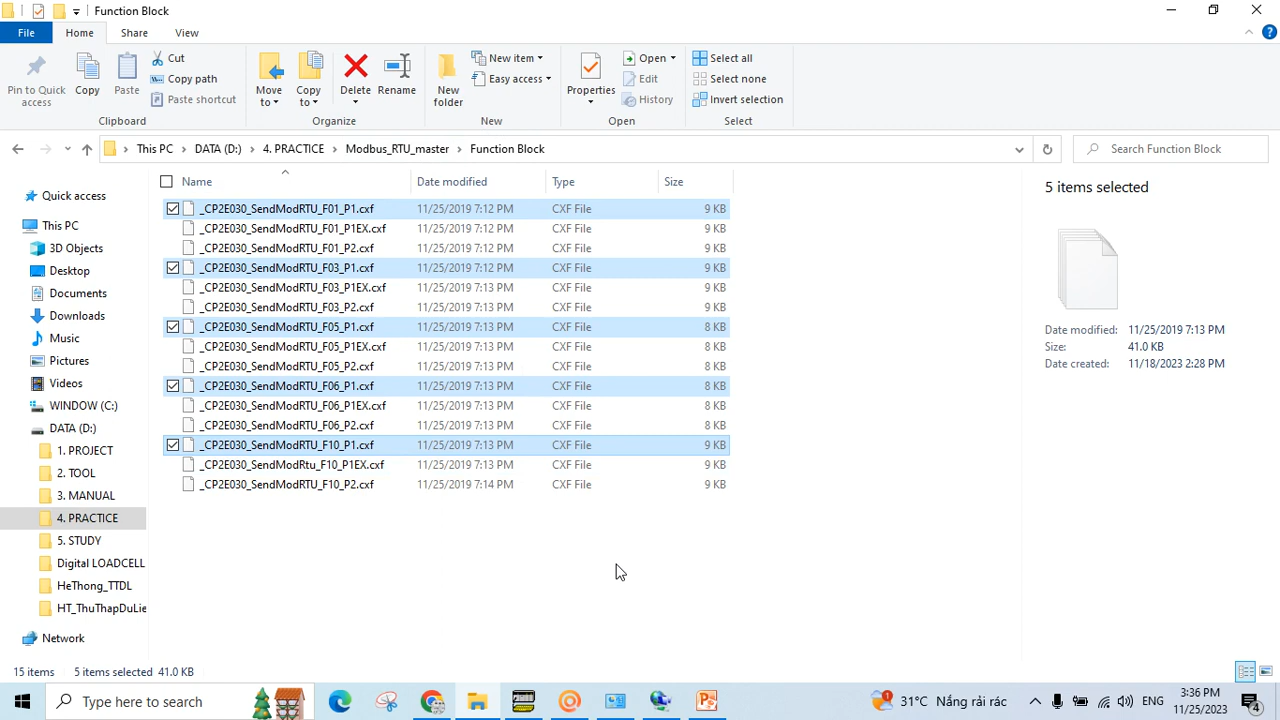 Function Block
File Home Share View
Pin to Quick access
Copy
Paste
Cut
Copy path
Paste shortcut
Clipboard
Move to
Copy to
Delete
Rename
Organize
New folder
New item
Easy access
New
Properties
Open
Edit
History
Open
Select all
Select none
Invert selection
Select
This PC > DATA (D:) > 4. PRACTICE > Modbus_RTU_master > Function Block
Search Function Block
Quick access
This PC
3D Objects
Desktop
Documents
Downloads
Music
Pictures
Videos
WINDOW (C:)
DATA (D:)
1. PROJECT
2. TOOL
3. MANUAL
4. PRACTICE
5. STUDY
Digital LOADCELL
HeThong_TTDL
HT_ThuThapDuLie
Network
Name Date modified Type Size
_CP2E030_SendModRTU_F01_P1.cxf 11/25/2019 7:12 PM CXF File 9 KB
_CP2E030_SendModRTU_F01_P1EX.cxf 11/25/2019 7:12 PM CXF File 9 KB
_CP2E030_SendModRTU_F01_P2.cxf 11/25/2019 7:12 PM CXF File 9 KB
_CP2E030_SendModRTU_F03_P1.cxf 11/25/2019 7:12 PM CXF File 9 KB
_CP2E030_SendModRTU_F03_P1EX.cxf 11/25/2019 7:13 PM CXF File 9 KB
_CP2E030_SendModRTU_F03_P2.cxf 11/25/2019 7:13 PM CXF File 9 KB
_CP2E030_SendModRTU_F05_P1.cxf 11/25/2019 7:13 PM CXF File 8 KB
_CP2E030_SendModRTU_F05_P1EX.cxf 11/25/2019 7:13 PM CXF File 8 KB
_CP2E030_SendModRTU_F05_P2.cxf 11/25/2019 7:13 PM CXF File 8 KB
_CP2E030_SendModRTU_F06_P1.cxf 11/25/2019 7:13 PM CXF File 8 KB
_CP2E030_SendModRTU_F06_P1EX.cxf 11/25/2019 7:13 PM CXF File 8 KB
_CP2E030_SendModRTU_F06_P2.cxf 11/25/2019 7:13 PM CXF File 8 KB
_CP2E030_SendModRTU_F10_P1.cxf 11/25/2019 7:13 PM CXF File 9 KB
_CP2E030_SendModRtu_F10_P1EX.cxf 11/25/2019 7:13 PM CXF File 9 KB
_CP2E030_SendModRTU_F10_P2.cxf 11/25/2019 7:14 PM CXF File 9 KB
5 items selected
Date modified: 11/25/2019 7:13 PM
Size: 41.0 KB
Date created: 11/18/2023 2:28 PM
15 items 5 items selected 41.0 KB
Type here to search
31°C Nắng rải rác
ENG
3:36 PM
11/25/2023
4